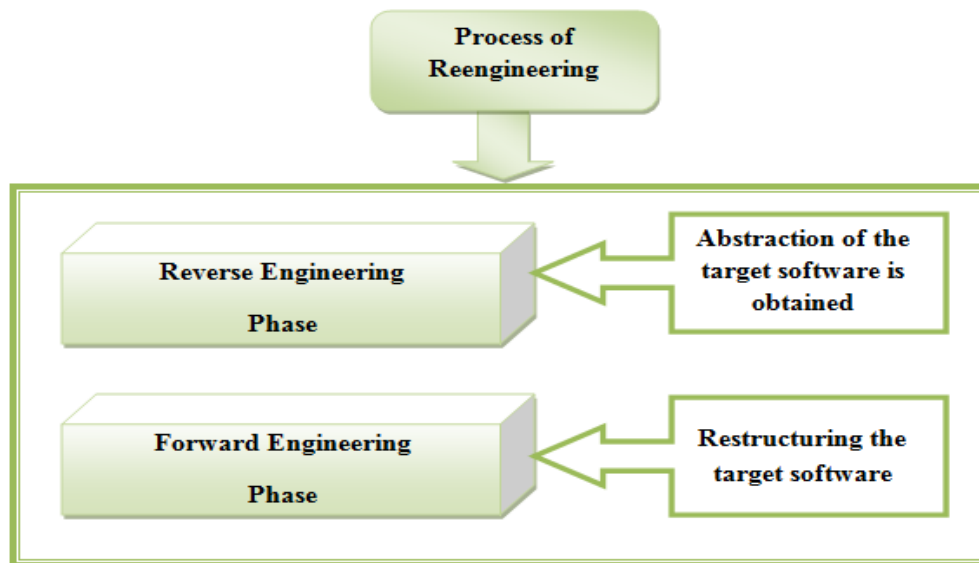 Process of
Reengineering
Reverse Engineering
Phase
Abstraction of the
target software is
obtained
Forward Engineering
Phase
Restructuring the
target software